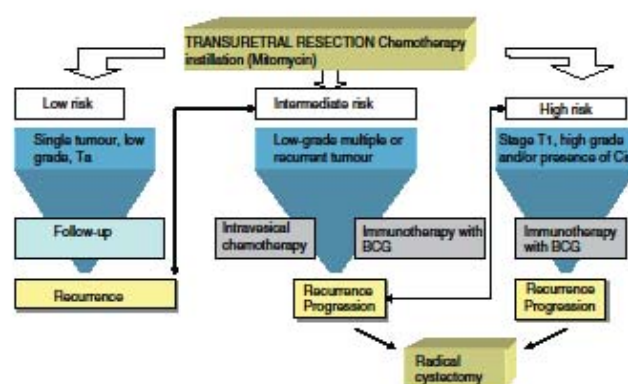 TRANSURETRAL RESECTION Chemotherapy
instillation (Mitomycin)
Low risk
Intermediate risk
High risk
Single tumour, low
grade, Ta
Low-grade multiple or
recurrent tumour
Stage T1, high grade
and/or presence of Cis
Follow-up
Intravesical
chemotherapy
Immunotherapy with
BCG
Immunotherapy
with BCG
Recurrence
Recurrence
Progression
Recurrence
Progression
Radical
cystectomy